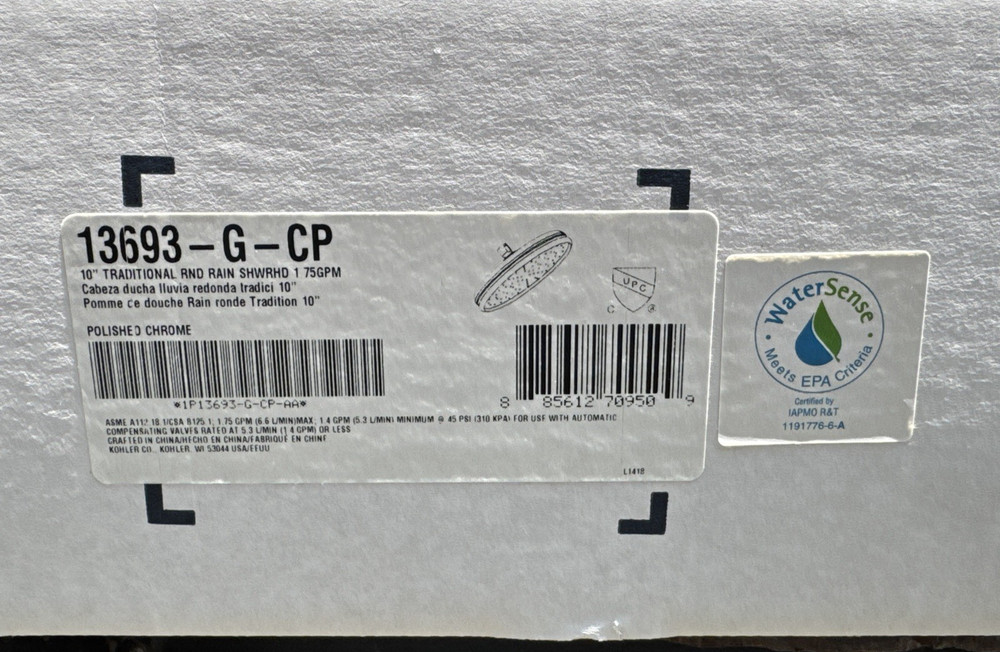 13693-G-CP
10" TRADITIONAL RND RAIN SHWRHD 1 75GPM
Cabeza ducha lluvia redonda tradici 10"
Pomme de douche Rain ronde Tradition 10"
POLISHED CHROME
*1P13693-G-CP-AA*
UPC
C ®
8 85612 70950 9
ASME A112 18 1/CSA B125 1, 1.75 GPM (6.6 L/MIN)MAX, 1.4 GPM (5.3 L/MIN) MINIMUM @ 45 PSI (310 KPA) FOR USE WITH AUTOMATIC
COMPENSATING VALVES RATED AT 5.3 L/MIN (1.4 GPM) OR LESS
CRAFTED IN CHINA/HECHO EN CHINA/FABRIQUÉ EN CHINE
KOHLER CO., KOHLER, WI 53044 USA/EEUU
L1418
WaterSense
Meets EPA Criteria
Certified by
IAPMO R&T
1191776-6-A